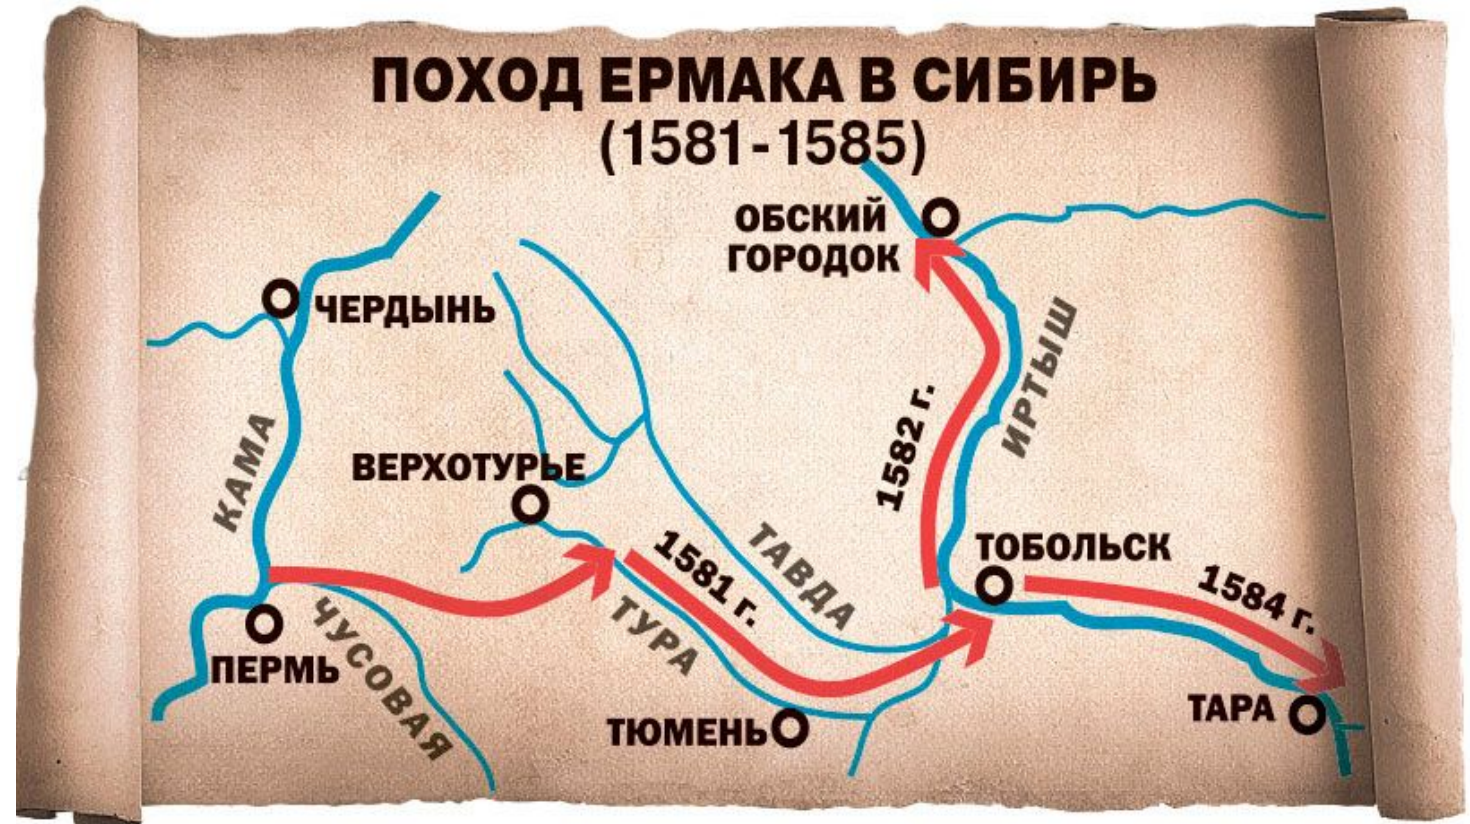 ПОХОД ЕРМАКА В СИБИРЬ
(1581-1585)
ОБСКИЙ
ГОРОДОК
ЧЕРДЫНЬ
ИРТЫШ
1582 г.
КАМА
ВЕРХОТУРЬЕ
1581 г.
ТАВДА
ТОБОЛЬСК
1584 г.
ТУРА
ЧУСОВАЯ
ПЕРМЬ
ТЮМЕНЬ
ТАРА